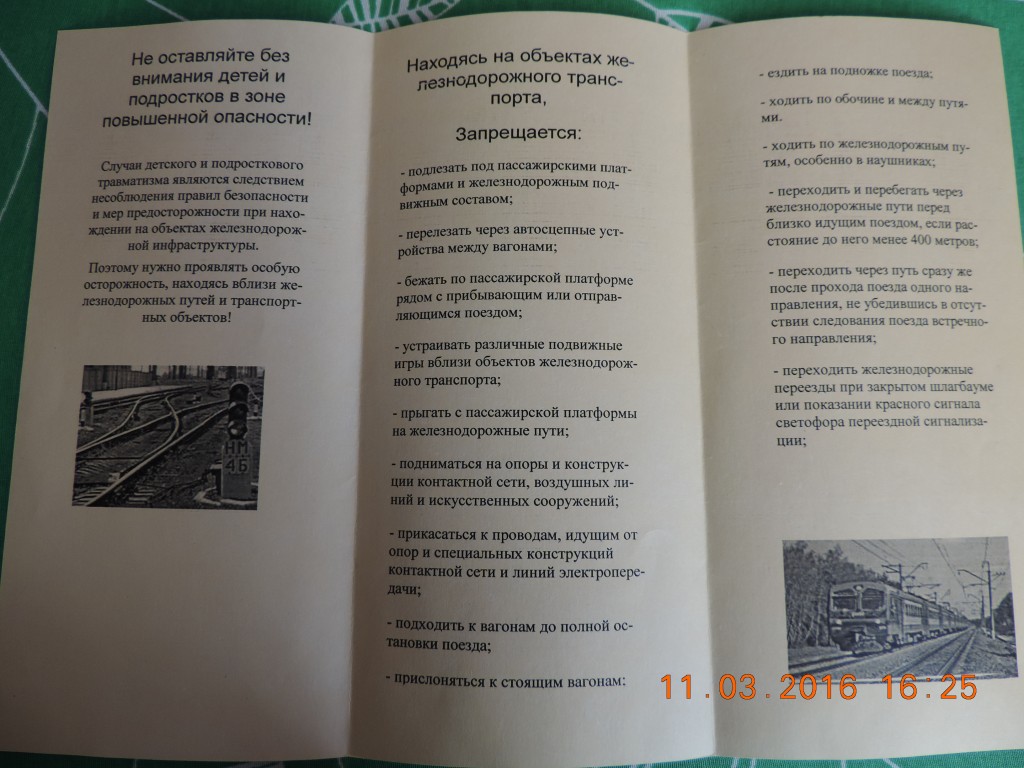 Не оставляйте без
внимания детей и
подростков в зоне
повышенной опасности!
Случаи детского и подросткового
травматизма являются следствием
несоблюдения правил безопасности
и мер предосторожности при нахо-
ждении на объектах железнодорож-
ной инфраструктуры.
Поэтому нужно проявлять особую
осторожность, находясь вблизи же-
лезнодорожных путей и транспорт-
ных объектов!
НМ
4Б
Находясь на объектах же-
лезнодорожного транс-
порта,
Запрещается:
- подлезать под пассажирскими плат-
формами и железнодорожным под-
вижным составом;
- перелезать через автосцепные уст-
ройства между вагонами;
- бежать по пассажирской платформе
рядом с прибывающим или отправ-
ляющимся поездом;
- устраивать различные подвижные
игры вблизи объектов железнодорож-
ного транспорта;
- прыгать с пассажирской платформы
на железнодорожные пути;
- подниматься на опоры и конструк-
ции контактной сети, воздушных ли-
ний и искусственных сооружений;
- прикасаться к проводам, идущим от
опор и специальных конструкций
контактной сети и линий электропере-
дачи;
- подходить к вагонам до полной ос-
тановки поезда;
- прислоняться к стоящим вагонам;
- ездить на подножке поезда;
- ходить по обочине и между путя-
ми.
- ходить по железнодорожным пу-
тям, особенно в наушниках;
- переходить и перебегать через
железнодорожные пути перед
близко идущим поездом, если рас-
стояние до него менее 400 метров;
- переходить через путь сразу же
после прохода поезда одного на-
правления, не убедившись в отсут-
ствии следования поезда встречно-
го направления;
- переходить железнодорожные
переезды при закрытом шлагбауме
или показании красного сигнала
светофора переездной сигнализа-
ции;
11.03.2016 16:25